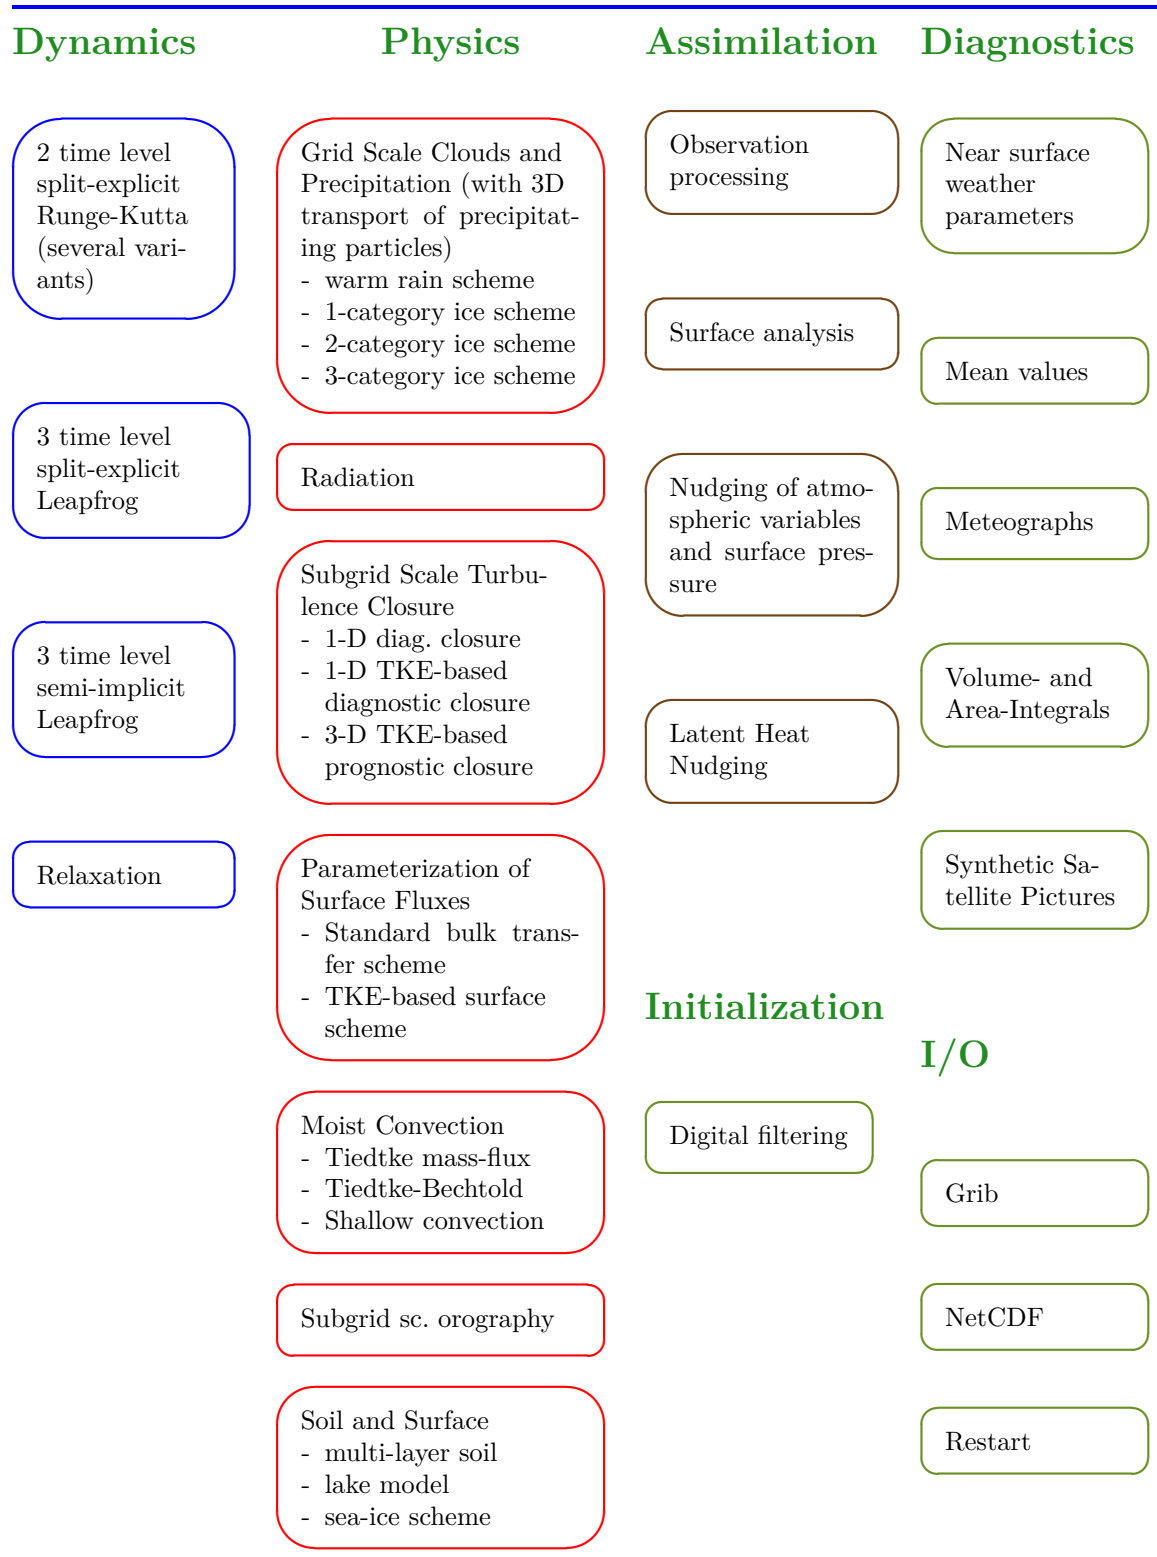 Dynamics
2 time level
split-explicit
Runge-Kutta
(several vari-
ants)
3 time level
split-explicit
Leapfrog
3 time level
semi-implicit
Leapfrog
Relaxation
Physics
Grid Scale Clouds and
Precipitation (with 3D
transport of precipitat-
ing particles)
- warm rain scheme
- 1-category ice scheme
- 2-category ice scheme
- 3-category ice scheme
Radiation
Subgrid Scale Turbu-
lence Closure
- 1-D diag. closure
- 1-D TKE-based
diagnostic closure
- 3-D TKE-based
prognostic closure
Parameterization of
Surface Fluxes
- Standard bulk trans-
fer scheme
- TKE-based surface
scheme
Moist Convection
- Tiedtke mass-flux
- Tiedtke-Bechtold
- Shallow convection
Subgrid sc. orography
Soil and Surface
- multi-layer soil
- lake model
- sea-ice scheme
Assimilation
Observation
processing
Surface analysis
Nudging of atmo-
spheric variables
and surface pres-
sure
Latent Heat
Nudging
Initialization
Digital filtering
Diagnostics
Near surface
weather
parameters
Mean values
Meteographs
Volume- and
Area-Integrals
Synthetic Sa-
tellite Pictures
I/O
Grib
NetCDF
Restart